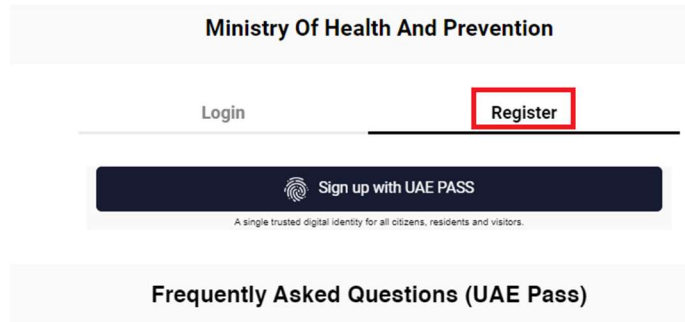 Ministry Of Health And Prevention
Login
Register
Sign up with UAE PASS
A single trusted digital identity for all citizens, residents and visitors.
Frequently Asked Questions (UAE Pass)